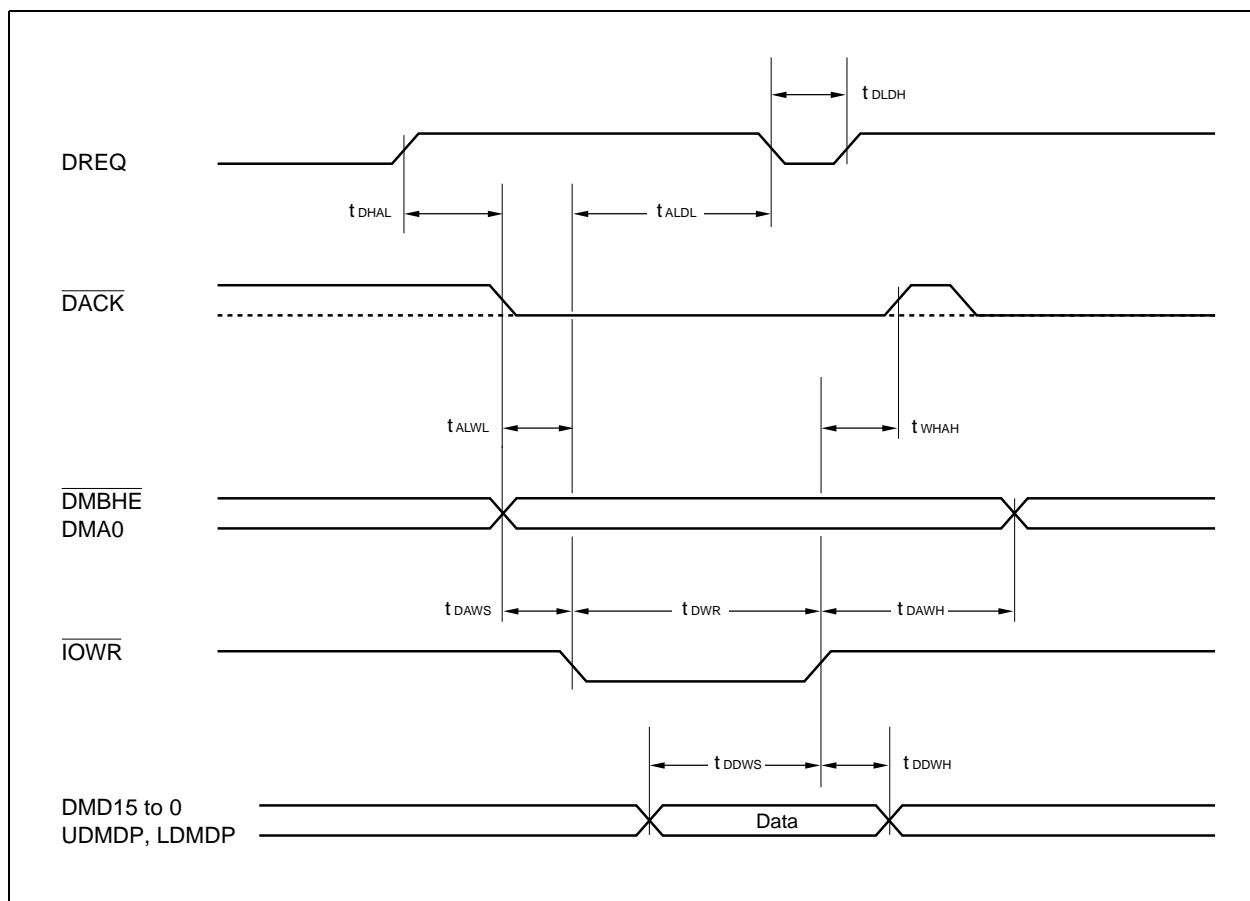 t DLDH
DREQ
t DHAL
t ALDL
DACK
t ALWL
t WHAH
DMBHE
DMA0
t DAWS
t DWR
t DAWH
IOWR
t DDWS
t DDWH
DMD15 to 0
UDMDP, LDMDP
Data